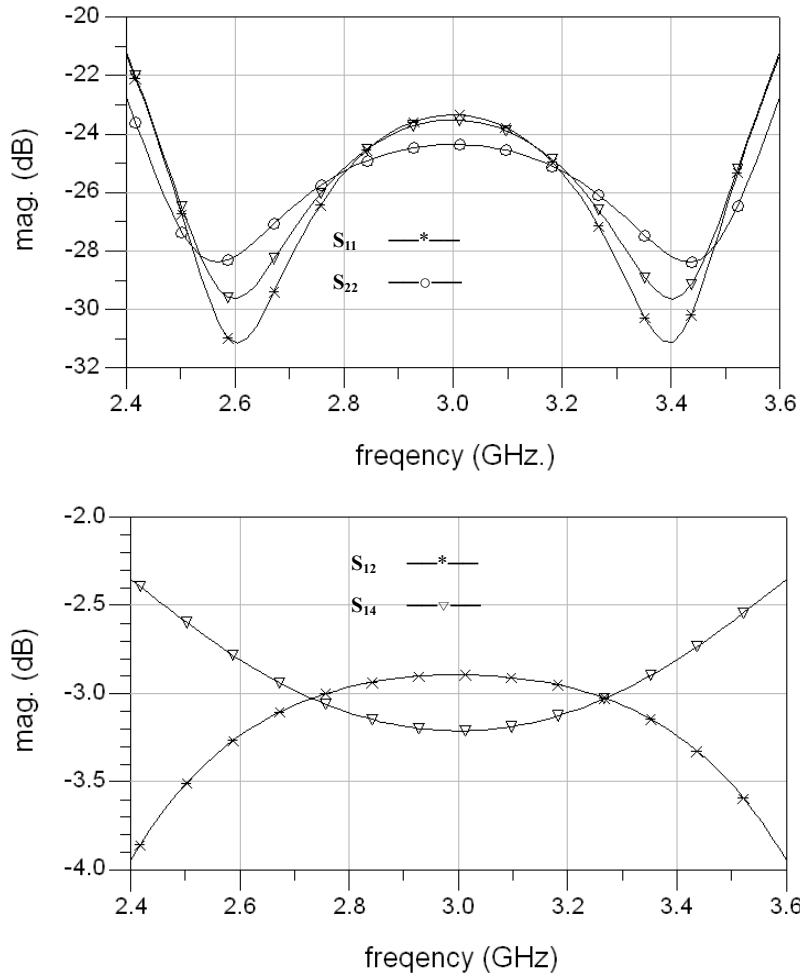 -20
-22
-24
-26
-28
-30
-32
mag. (dB)
S11 *
S22
2.4 2.6 2.8 3.0 3.2 3.4 3.6
freqency (GHz.)
-2.0
-2.5
-3.0
-3.5
-4.0
mag. (dB)
S12 *
S14
2.4 2.6 2.8 3.0 3.2 3.4 3.6
freqency (GHz)